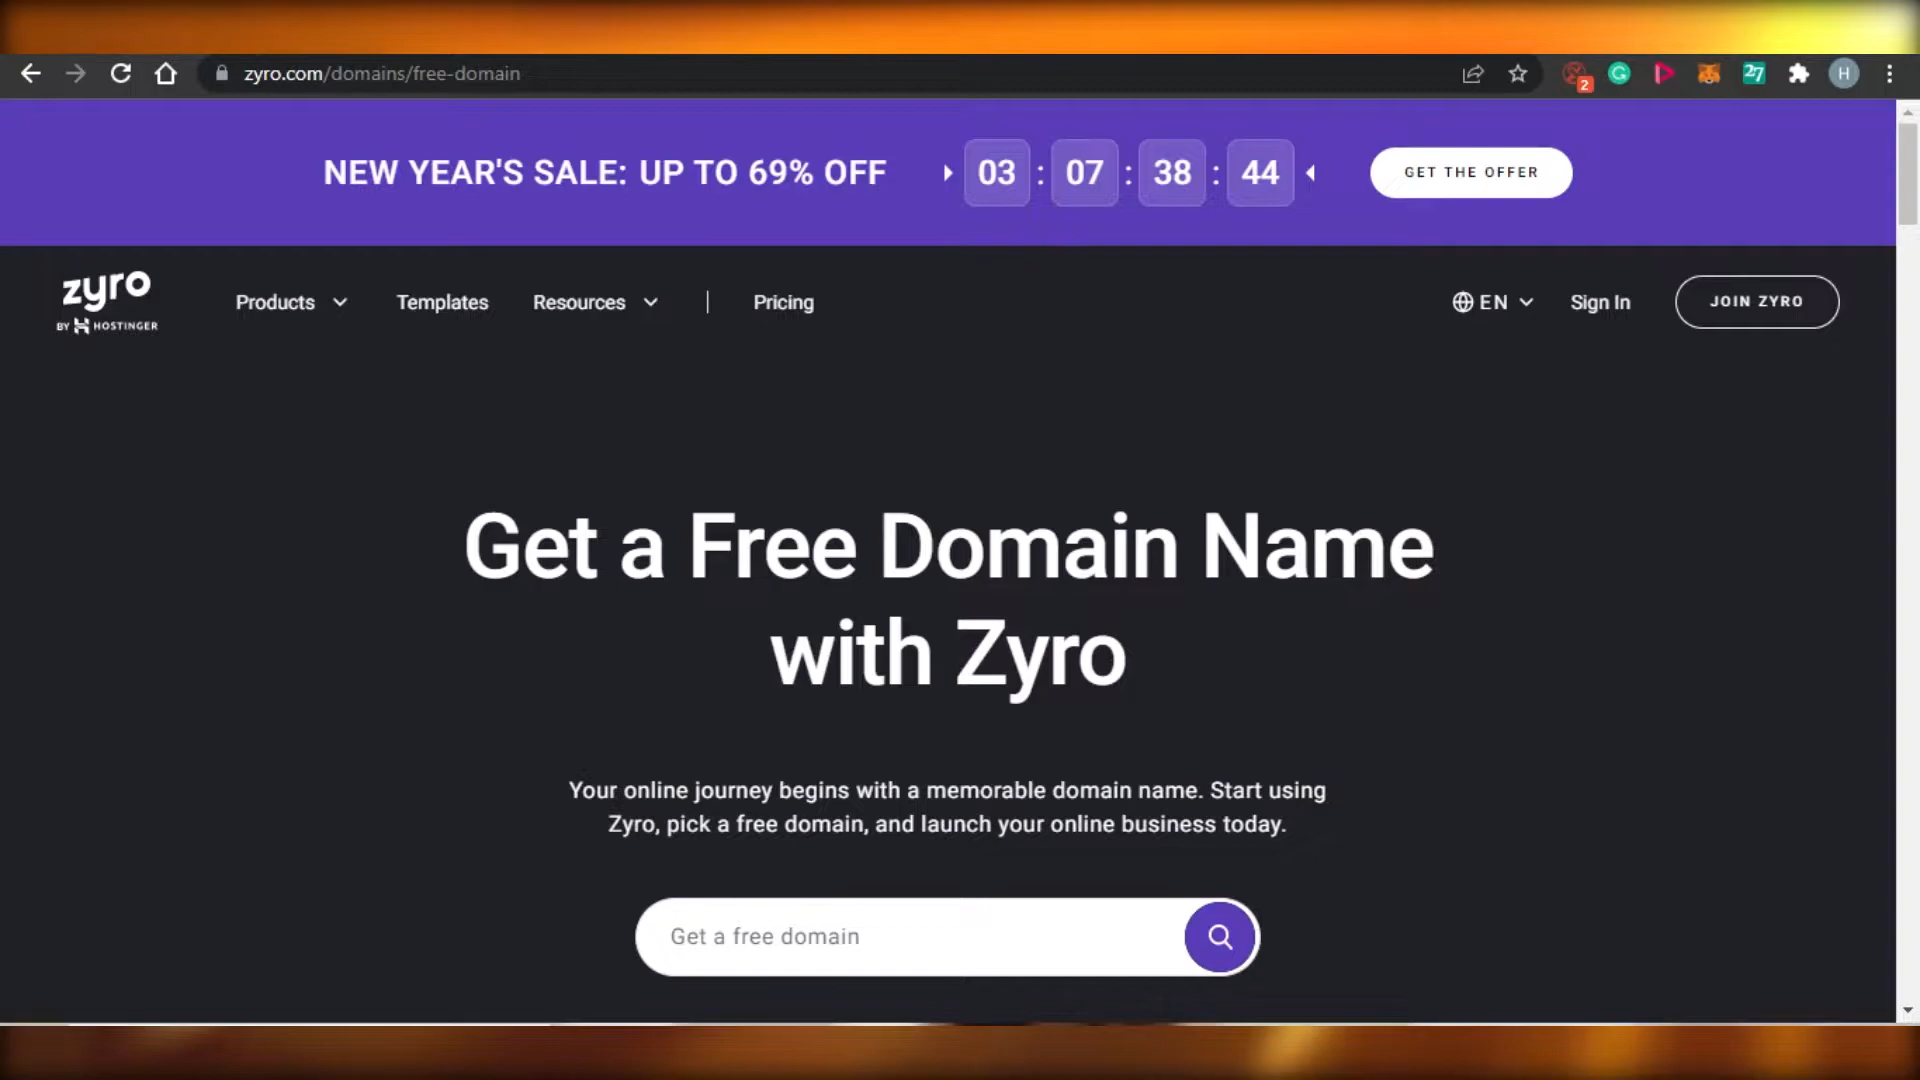 zyro.com/domains/free-domain
2
27
H
NEW YEAR'S SALE: UP TO 69% OFF
03 : 07 : 38 : 44
GET THE OFFER
zyro
BY HOSTINGER
Products
Templates
Resources
Pricing
EN
Sign In
JOIN ZYRO
Get a Free Domain Name
with Zyro
Your online journey begins with a memorable domain name. Start using
Zyro, pick a free domain, and launch your online business today.
Get a free domain